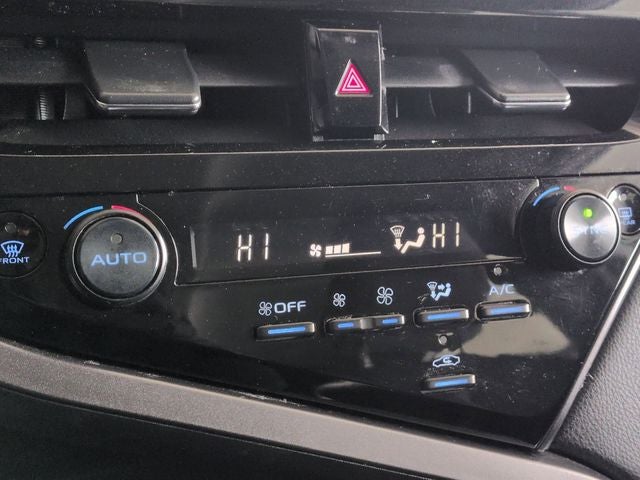 HI
HI
FRONT
AUTO
SYNC
OFF
A/C